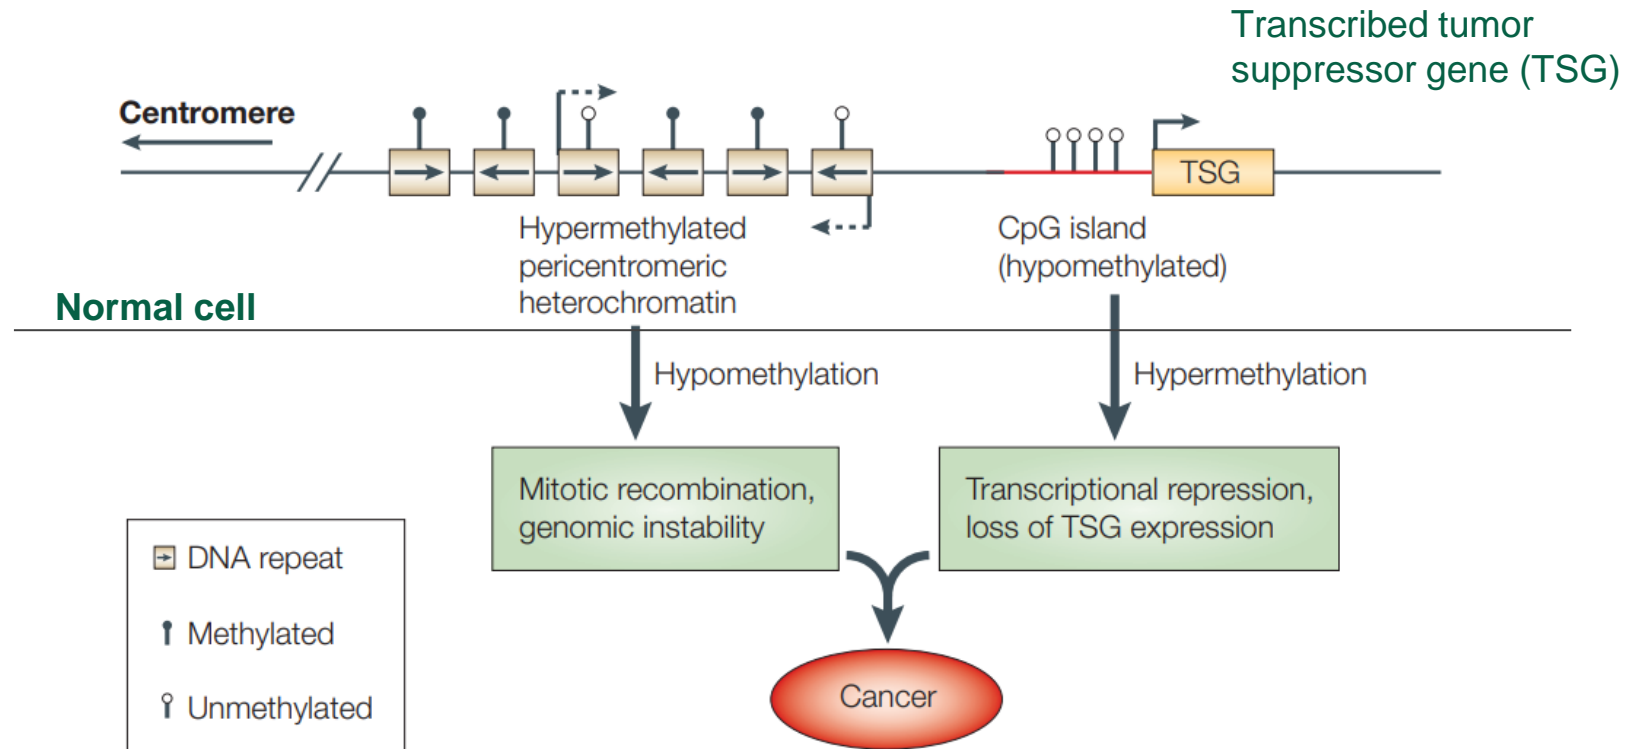 Transcribed tumor
suppressor gene (TSG)
Centromere
TSG
Hypermethylated
pericentromeric
heterochromatin
CpG island
(hypomethylated)
Normal cell
Hypomethylation
Hypermethylation
Mitotic recombination,
genomic instability
Transcriptional repression,
loss of TSG expression
DNA repeat
Methylated
Unmethylated
Cancer